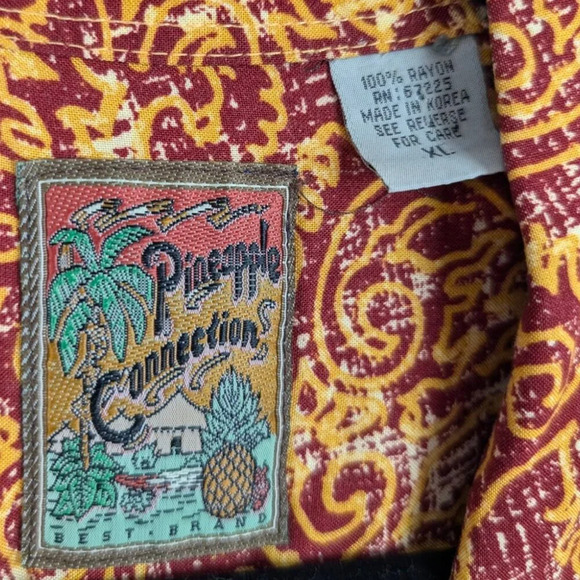 100% RAYON
RN: 67225
MADE IN KOREA
SEE REVERSE
FOR CARE
XL
Pineapple
Connections
BEST. BRAND